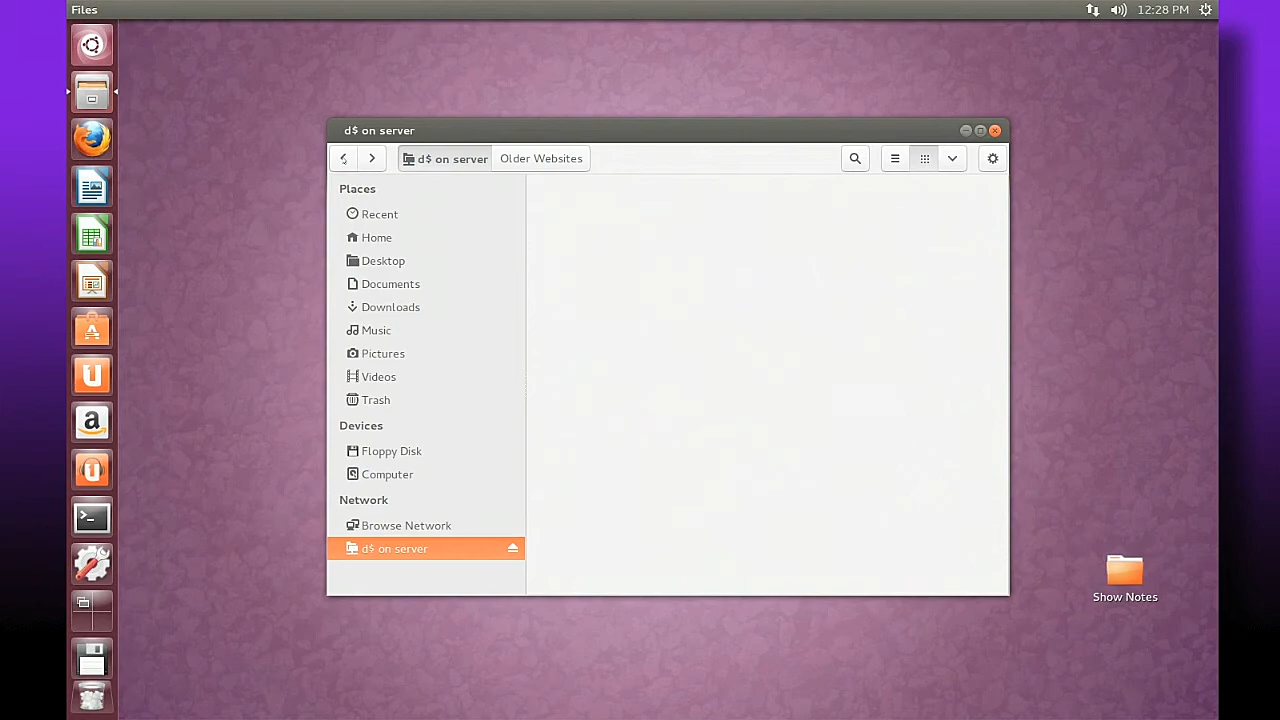 Files
12:28 PM
d$ on server
d$ on server
Older Websites
Places
Recent
Home
Desktop
Documents
Downloads
Music
Pictures
Videos
Trash
Devices
Floppy Disk
Computer
Network
Browse Network
d$ on server
Show Notes